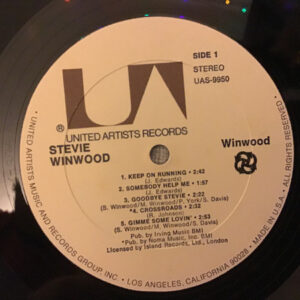 SIDE 1
STEREO
UAS-9950
UA
®
UNITED ARTISTS RECORDS
STEVIE
WINWOOD
Winwood
1. KEEP ON RUNNING • 2:42
(J. Edwards)
2. SOMEBODY HELP ME • 1:57
(J. Edwards)
3. GOODBYE STEVIE • 2:22
(S. Winwood/M. Winwood/P. York/S. Davis)
*4. CROSSROADS • 2:32
(R. Johnson)
5. GIMME SOME LOVIN' • 2:53
(S. Winwood/M. Winwood/S. Davis)
Pub. by Irving Music BMI
*Pub. by Noma Music, Inc. BMI
Licensed by Island Records, Ltd., London
• UNITED ARTISTS MUSIC AND RECORDS GROUP, INC. • LOS ANGELES, CALIFORNIA 90028 • MADE IN U.S.A. • ALL RIGHTS RESERVED